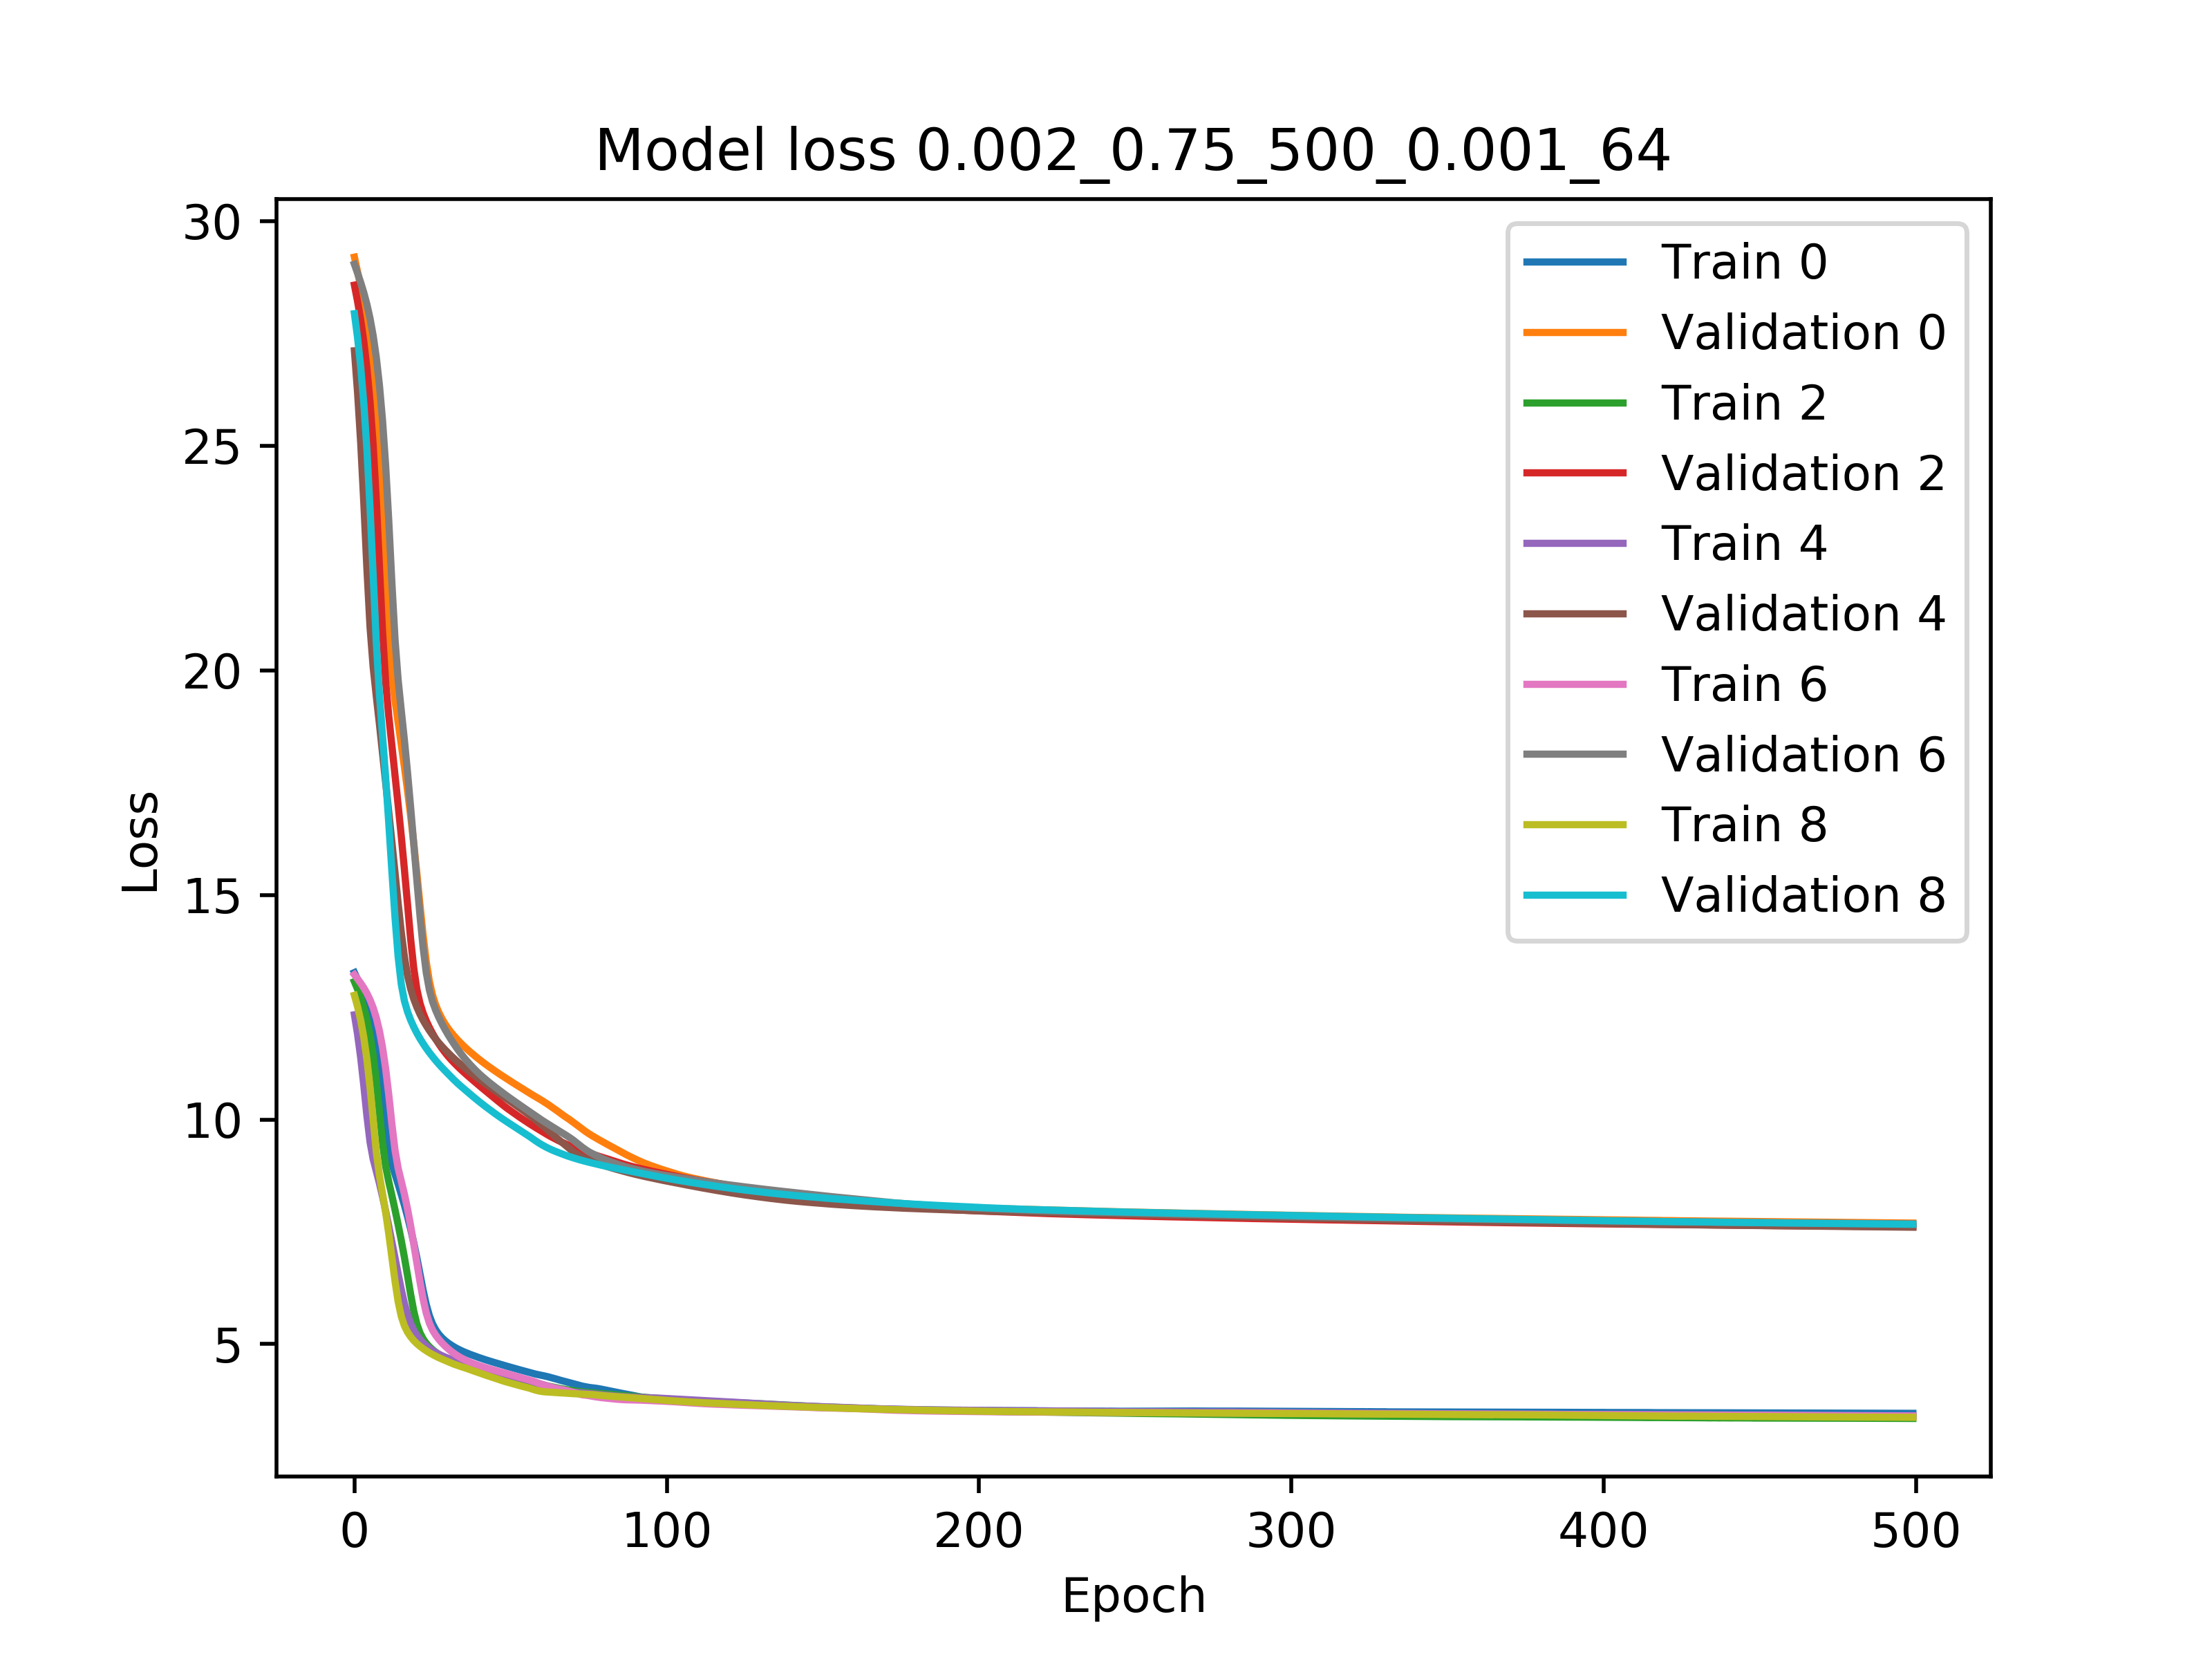 Model loss 0.002_0.75_500_0.001_64
30
25
20
15
10
5
Loss
Train 0
Validation 0
Train 2
Validation 2
Train 4
Validation 4
Train 6
Validation 6
Train 8
Validation 8
0 100 200 300 400 500
Epoch